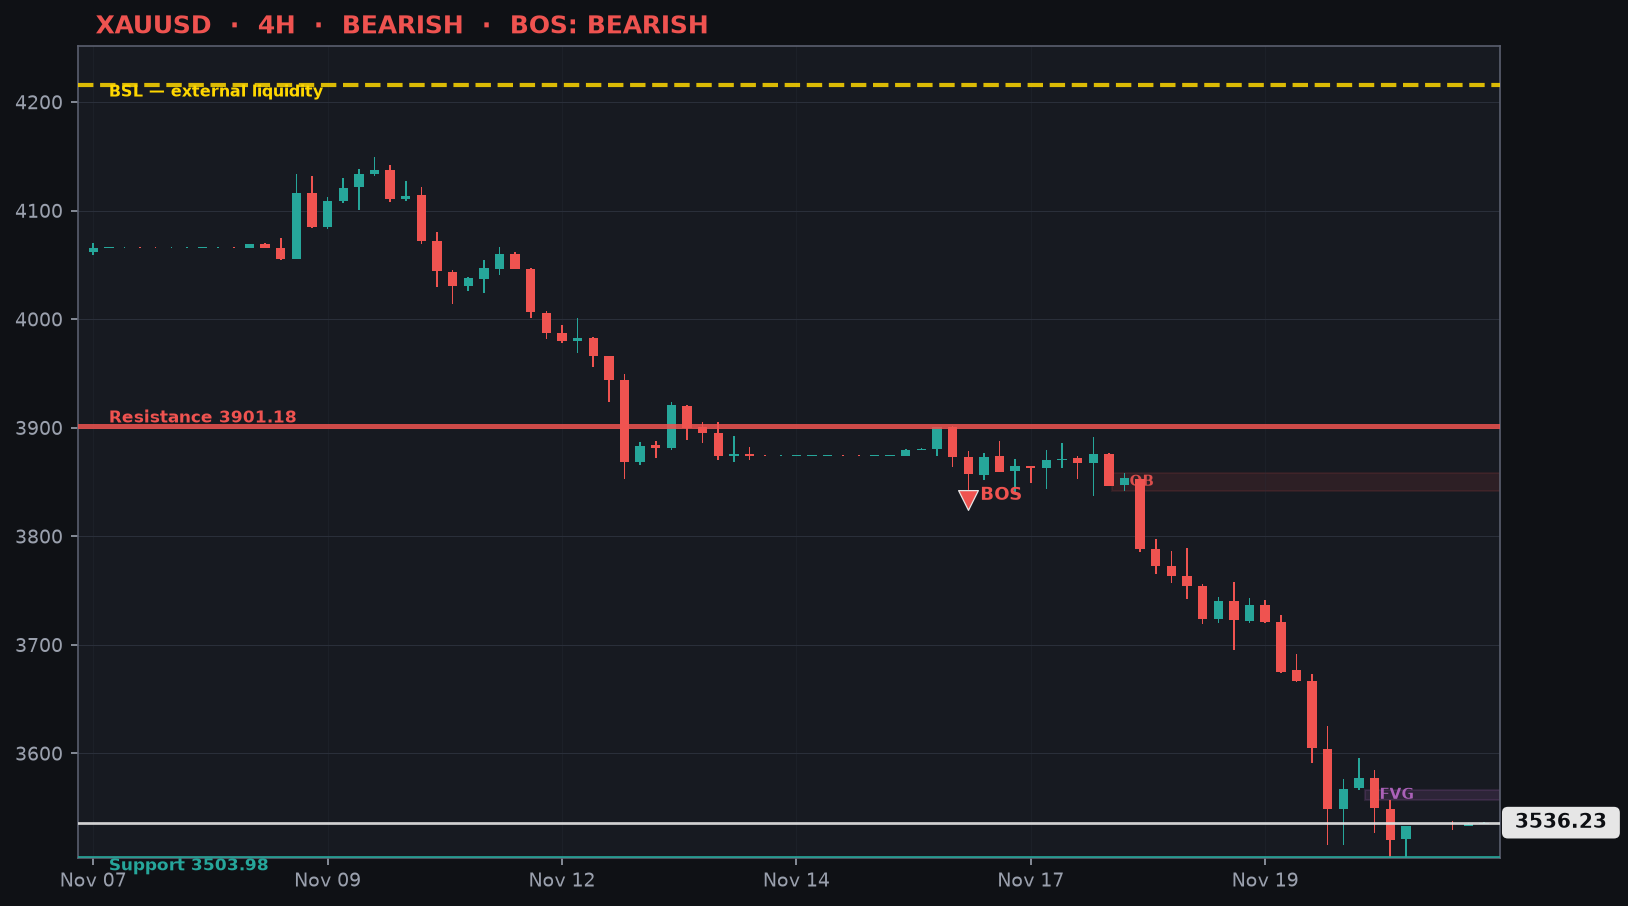 XAUUSD · 4H · BEARISH · BOS: BEARISH
BSL — external liquidity
4200
4100
4000
Resistance 3901.18
3900
OB
BOS
3800
3700
3600
FVG
3536.23
Support 3503.98
Nov 07
Nov 09
Nov 12
Nov 14
Nov 17
Nov 19